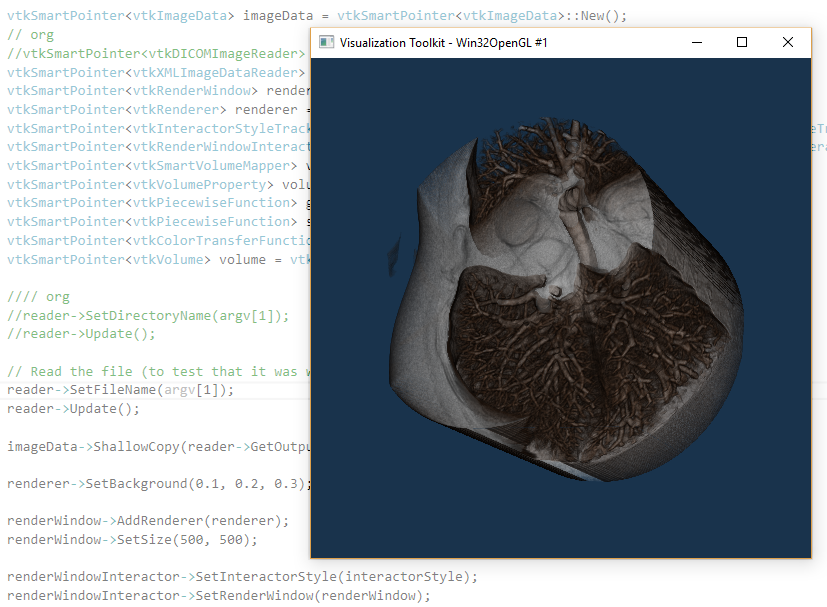 vtkSmartPointer<vtkImageData> imageData = vtkSmartPointer<vtkImageData>::New();
// org
//vtkSmartPointer<vtkDICOMImageReader>
Visualization Toolkit - Win32OpenGL #1
vtkSmartPointer<vtkXMLImageDataReader>
vtkSmartPointer<vtkRenderWindow> render
vtkSmartPointer<vtkRenderer> renderer =
vtkSmartPointer<vtkInteractorStyleTrack
vtkSmartPointer<vtkRenderWindowInteract
vtkSmartPointer<vtkSmartVolumeMapper> v
vtkSmartPointer<vtkVolumeProperty> volu
vtkSmartPointer<vtkPiecewiseFunction> g
vtkSmartPointer<vtkPiecewiseFunction> s
vtkSmartPointer<vtkColorTransferFunctio
vtkSmartPointer<vtkVolume> volume = vtk
//// org
//reader->SetDirectoryName(argv[1]);
//reader->Update();
// Read the file (to test that it was w
reader->SetFileName(argv[1]);
reader->Update();
imageData->ShallowCopy(reader->GetOutpu
renderer->SetBackground(0.1, 0.2, 0.3);
renderWindow->AddRenderer(renderer);
renderWindow->SetSize(500, 500);
renderWindowInteractor->SetInteractorStyle(interactorStyle);
renderWindowInteractor->SetRenderWindow(renderWindow);